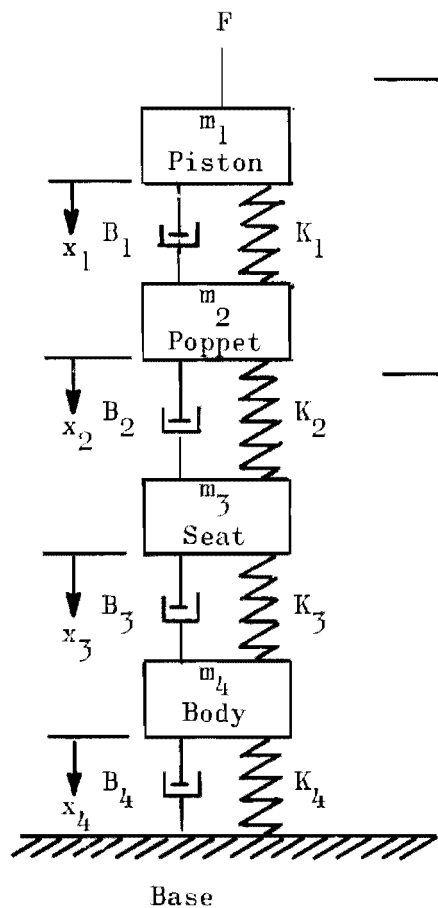 F
m1
Piston
x1 B1 K1
m2
Poppet
x2 B2 K2
m3
Seat
x3 B3 K3
m4
Body
x4 B4 K4
Base